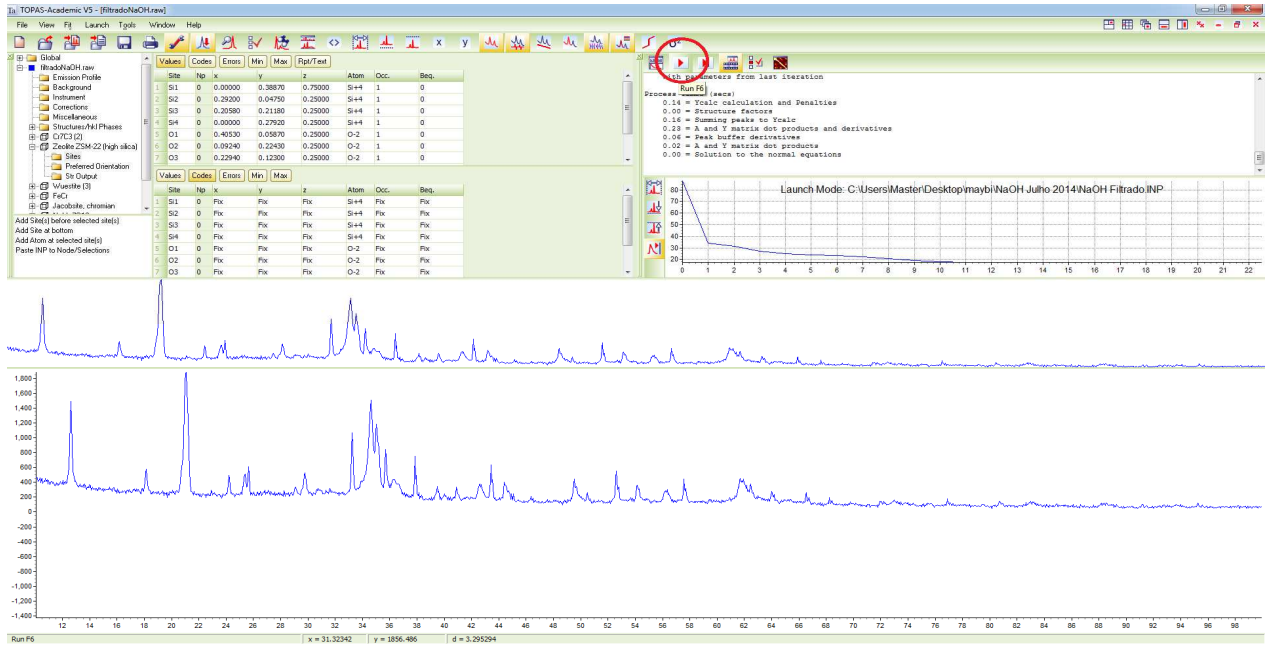 TOPAS-Academic V5 - [filtradoNaOH.raw]
File View Fit Launch Tools Window Help
Global
filtradoNaOH.raw
Emission Profile
Background
Instrument
Corrections
Miscellaneous
Structures/hkl Phases
Cr7C3 (2)
Zeolite ZSM-22 (high silica)
Sites
Preferred Orientation
Str Output
Wuestite (3)
FeCr
Jacobsite, chromian
Add Site(s) before selected site(s)
Add Site at bottom
Add Atom at selected site(s)
Paste INP to Node/Selections
Values Codes Errors Min Max Rpt/Text
Site Np x y z Atom Occ. Beq.
1 Si1 0 0.00000 0.38870 0.75000 Si+4 1 0
2 Si2 0 0.29200 0.04750 0.25000 Si+4 1 0
3 Si3 0 0.20580 0.21180 0.25000 Si+4 1 0
4 Si4 0 0.00000 0.27920 0.25000 Si+4 1 0
5 O1 0 0.40530 0.05870 0.25000 O-2 1 0
6 O2 0 0.09240 0.22430 0.25000 O-2 1 0
7 O3 0 0.22940 0.12300 0.25000 O-2 1 0
Values Codes Errors Min Max
Site Np x y z Atom Occ. Beq.
1 Si1 0 Fix Fix Fix Si+4 Fix Fix
2 Si2 0 Fix Fix Fix Si+4 Fix Fix
3 Si3 0 Fix Fix Fix Si+4 Fix Fix
4 Si4 0 Fix Fix Fix Si+4 Fix Fix
5 O1 0 Fix Fix Fix O-2 Fix Fix
6 O2 0 Fix Fix Fix O-2 Fix Fix
7 O3 0 Fix Fix Fix O-2 Fix Fix
with parameters from last iteration
Run F6
Process (secs)
0.14 = Ycalc calculation and Penalties
0.00 = Structure factors
0.16 = Summing peaks to Ycalc
0.23 = A and Y matrix dot products and derivatives
0.06 = Peak buffer derivatives
0.02 = A and Y matrix dot products
0.00 = Solution to the normal equations
Launch Mode: C:\Users\Master\Desktop\maybi\NaOH Julho 2014\NaOH Filtrado.INP
80
70
60
50
40
30
20
0 1 2 3 4 5 6 7 8 9 10 11 12 13 14 15 16 17 18 19 20 21 22
1,800
1,600
1,400
1,200
1,000
800
600
400
200
0
-200
-400
-600
-800
-1,000
-1,200
-1,400
12 14 16 18 20 22 24 26 28 30 32 34 36 38 40 42 44 46 48 50 52 54 56 58 60 62 64 66 68 70 72 74 76 78 80 82 84 86 88 90 92 94 96 98
Run F6 x = 31.32342 y = 1856.486 d = 3.295294